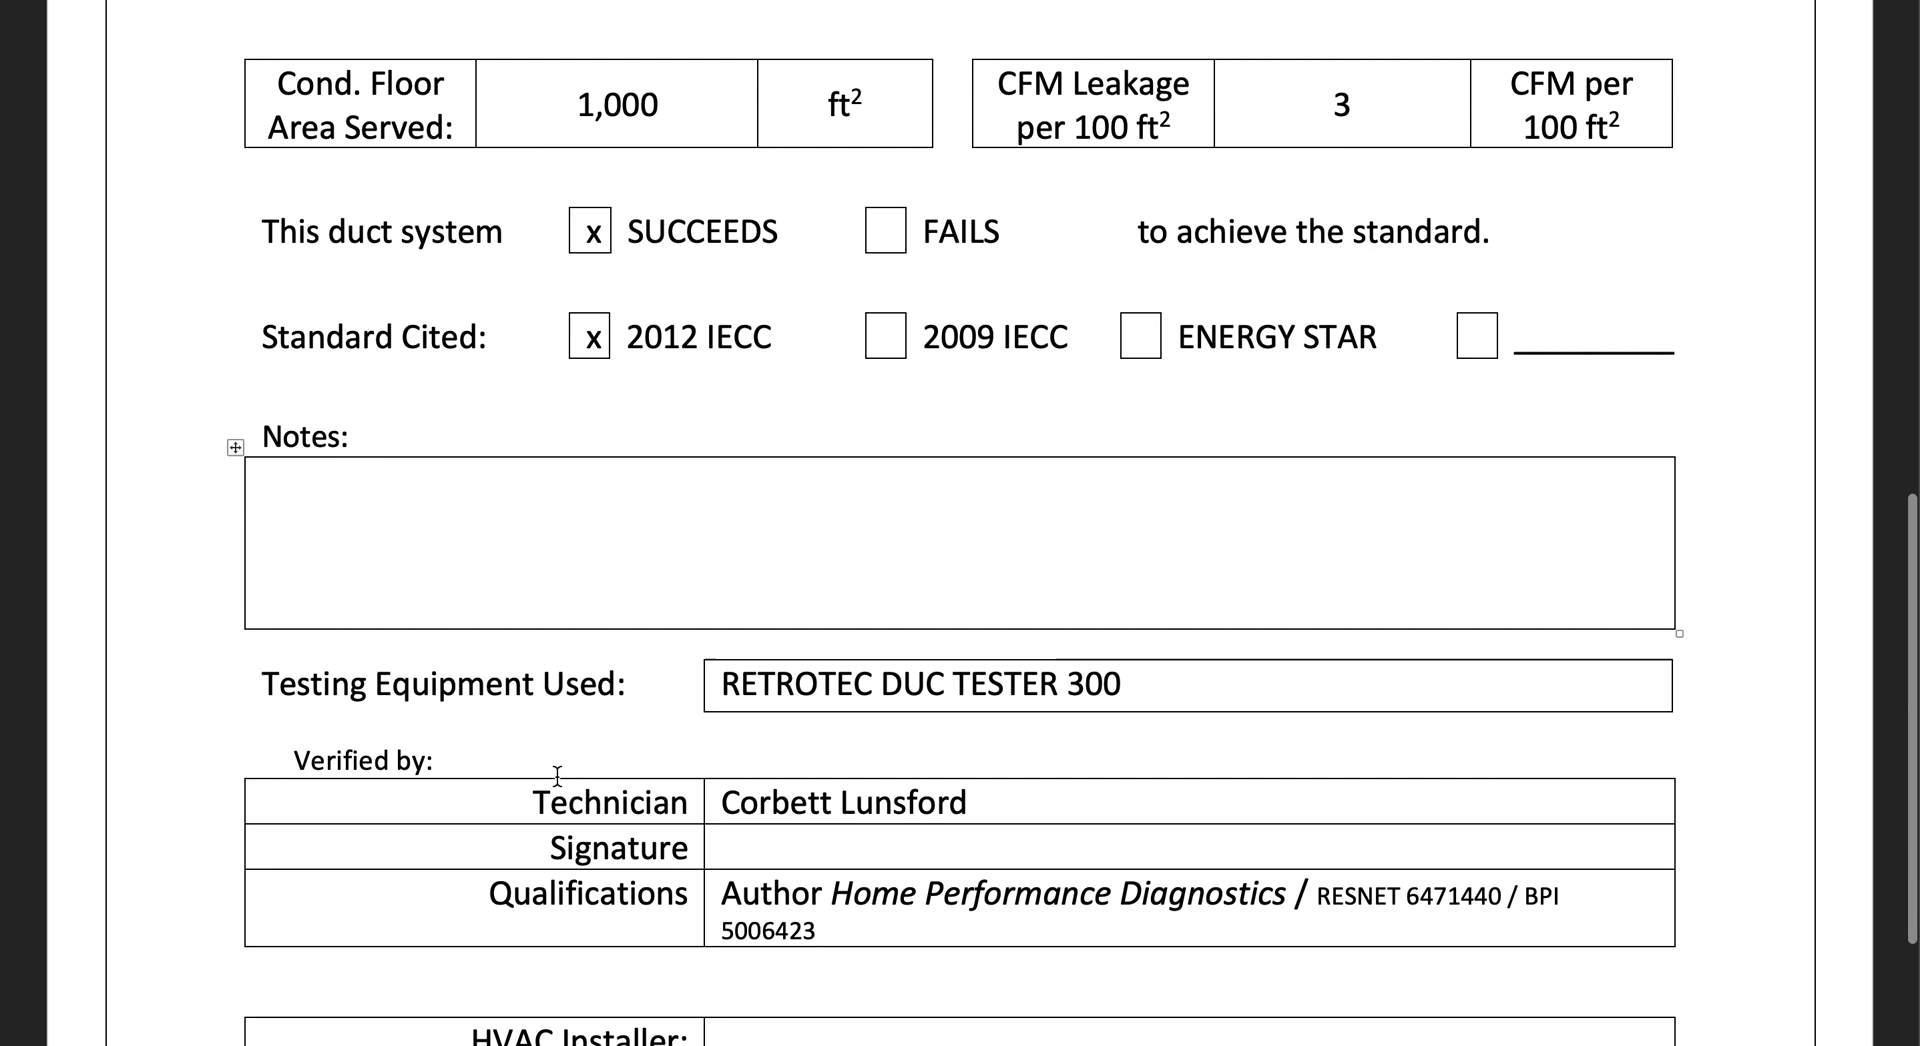 Cond. Floor Area Served: 1,000 ft² CFM Leakage per 100 ft² 3 CFM per 100 ft²
This duct system x SUCCEEDS FAILS to achieve the standard.
Standard Cited: x 2012 IECC 2009 IECC ENERGY STAR
Notes:
Testing Equipment Used: RETROTEC DUC TESTER 300
Verified by:
Technician Corbett Lunsford
Signature
Qualifications Author Home Performance Diagnostics / RESNET 6471440 / BPI
5006423
HVAC Installer: